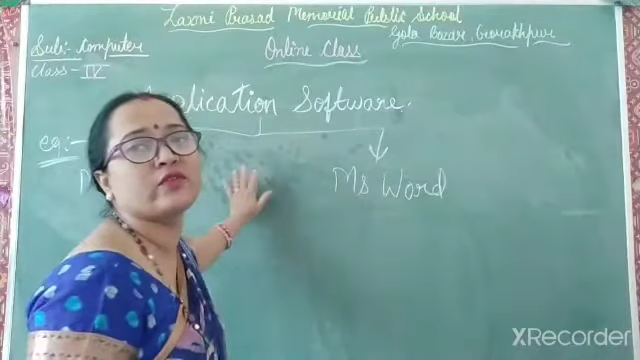 Laxmi Prasad Memorial Public School
Gola Bazar, Gorakhpur
Sub:- Computer
Online Class
Class - IV
Application Software.
eg:-
Ms Word
XRecorder